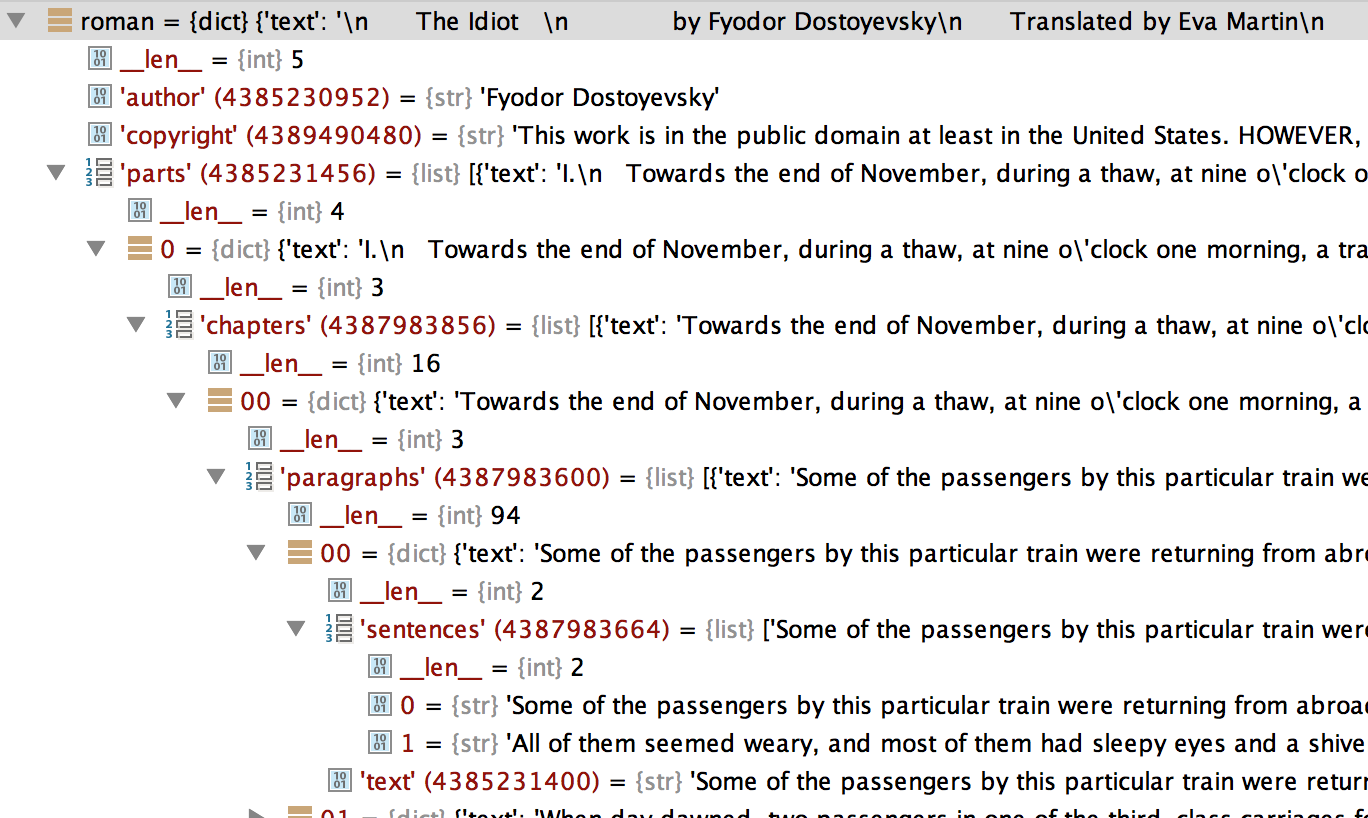 roman = {dict} {'text': '\n      The Idiot   \n            by Fyodor Dostoyevsky\n      Translated by Eva Martin\n
__len__ = {int} 5
'author' (4385230952) = {str} 'Fyodor Dostoyevsky'
'copyright' (4389490480) = {str} 'This work is in the public domain at least in the United States. HOWEVER,
'parts' (4385231456) = {list} [{'text': 'I.\n   Towards the end of November, during a thaw, at nine o\'clock o
__len__ = {int} 4
0 = {dict} {'text': 'I.\n   Towards the end of November, during a thaw, at nine o\'clock one morning, a tra
__len__ = {int} 3
'chapters' (4387983856) = {list} [{'text': 'Towards the end of November, during a thaw, at nine o\'clo
__len__ = {int} 16
00 = {dict} {'text': 'Towards the end of November, during a thaw, at nine o\'clock one morning, a
__len__ = {int} 3
'paragraphs' (4387983600) = {list} [{'text': 'Some of the passengers by this particular train we
__len__ = {int} 94
00 = {dict} {'text': 'Some of the passengers by this particular train were returning from abro
__len__ = {int} 2
'sentences' (4387983664) = {list} ['Some of the passengers by this particular train were
__len__ = {int} 2
0 = {str} 'Some of the passengers by this particular train were returning from abroa
1 = {str} 'All of them seemed weary, and most of them had sleepy eyes and a shive
'text' (4385231400) = {str} 'Some of the passengers by this particular train were return
01 = {dict} {'text': 'When day dawned, two passengers in one of the third-class carriages f